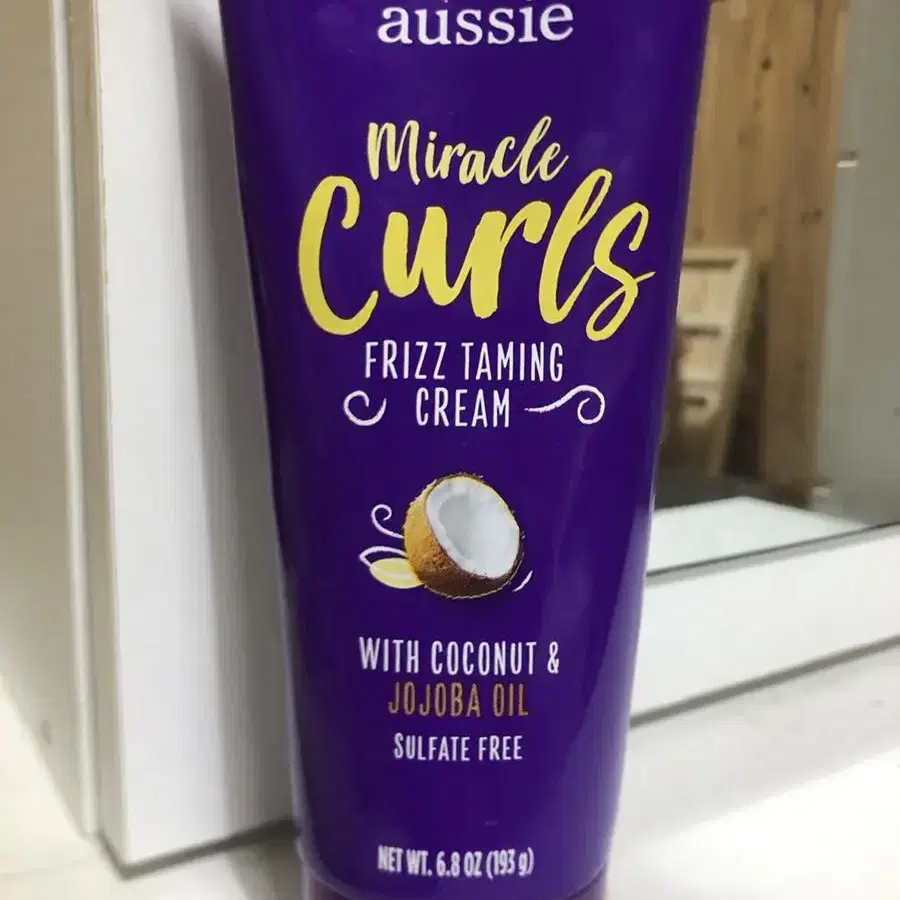 aussie
Miracle
Curls
FRIZZ TAMING
CREAM
WITH COCONUT &
JOJOBA OIL
SULFATE FREE
NET WT. 6.8 OZ (193 g)